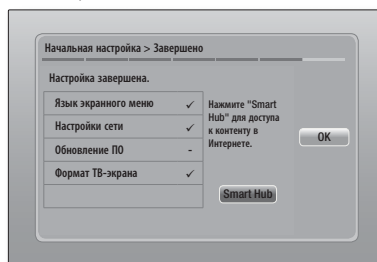 Начальная настройка > Завершено
Настройка завершена.
Язык экранного меню ✓
Настройки сети ✓
Обновление ПО -
Формат ТВ-экрана ✓
Нажмите "Smart
Hub" для доступа
к контенту в
Интернете.
Smart Hub
OK